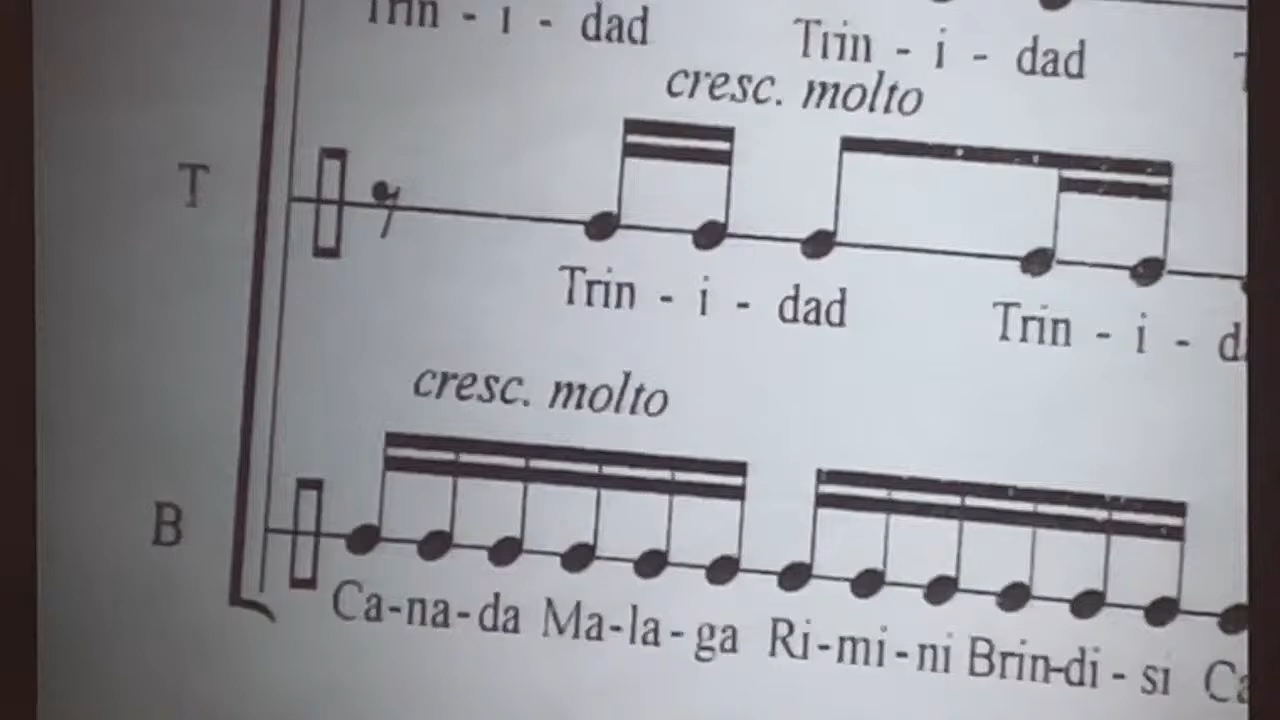 Trin - i - dad Trin - i - dad
cresc. molto
T
Trin - i - dad Trin - i - d
cresc. molto
B
Ca-na-da Ma-la-ga Ri-mi-ni Brin-di-si Ca